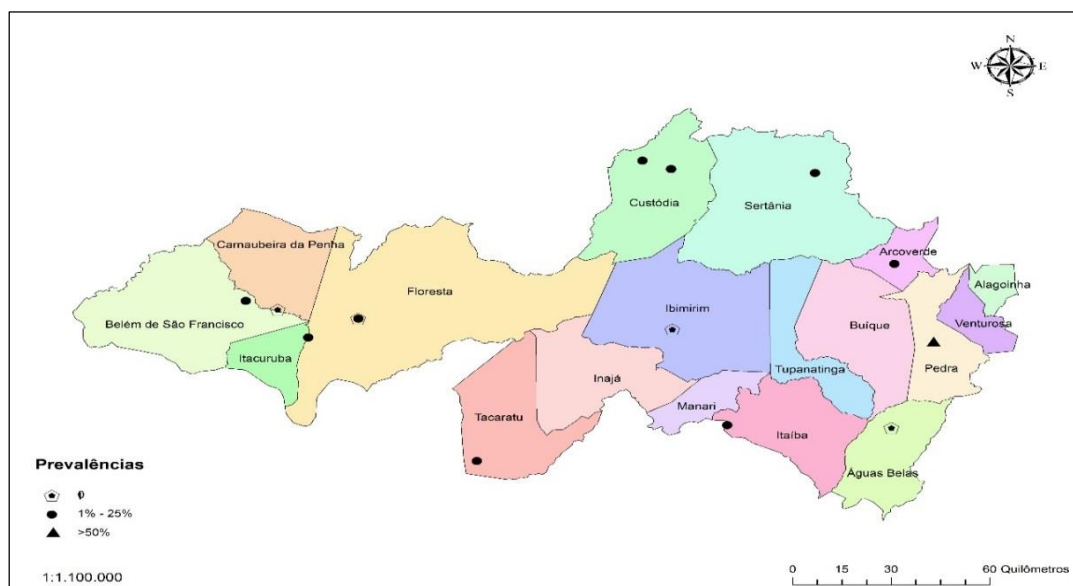 N
W E
S
Custódia
Sertânia
Carnaubeira da Penha
Arcoverde
Alagoinha
Floresta
Ibimirim
Belém de São Francisco
Buíque
Venturosa
Itacuruba
Tupanatinga
Pedra
Inajá
Manari
Tacaratu
Itaíba
Águas Belas
Prevalências
1% - 25%
>50%
1:1.100.000
0 15 30 60 Quilômetros